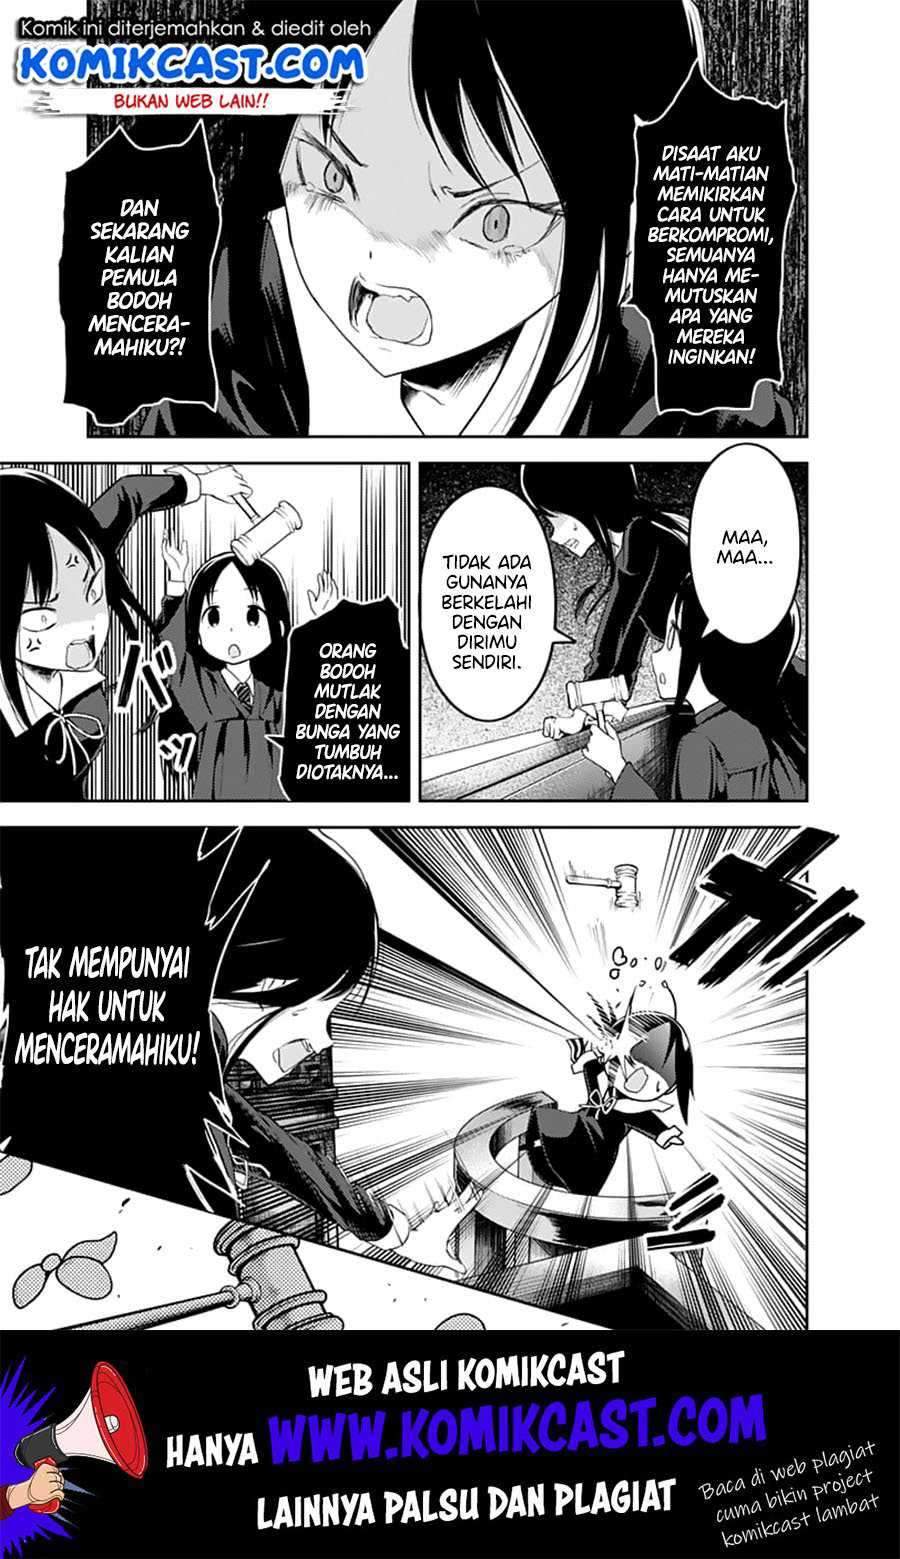 Komik ini diterjemahkan & diedit oleh
KOMIKCAST.COM
BUKAN WEB LAIN!!
DISAAT AKU
MATI-MATIAN
MEMIKIRKAN
CARA UNTUK
BERKOMPROMI,
SEMUANYA
HANYA ME-
MUTUSKAN
APA YANG
MEREKA
INGINKAN!
DAN
SEKARANG
KALIAN
PEMULA
BODOH
MENCERA-
MAHIKU?!
MAA,
MAA...
TIDAK ADA
GUNANYA
BERKELAHI
DENGAN
DIRIMU
SENDIRI.
ORANG
BODOH
MUTLAK
DENGAN
BUNGA YANG
TUMBUH
DIOTAKNYA...
TAK MEMPUNYAI
HAK UNTUK
MENCERAMAHIKU!
WEB ASLI KOMIKCAST
HANYA WWW.KOMIKCAST.COM
LAINNYA PALSU DAN PLAGIAT
Baca di web plagiat
cuma bikin project
komikcast lambat